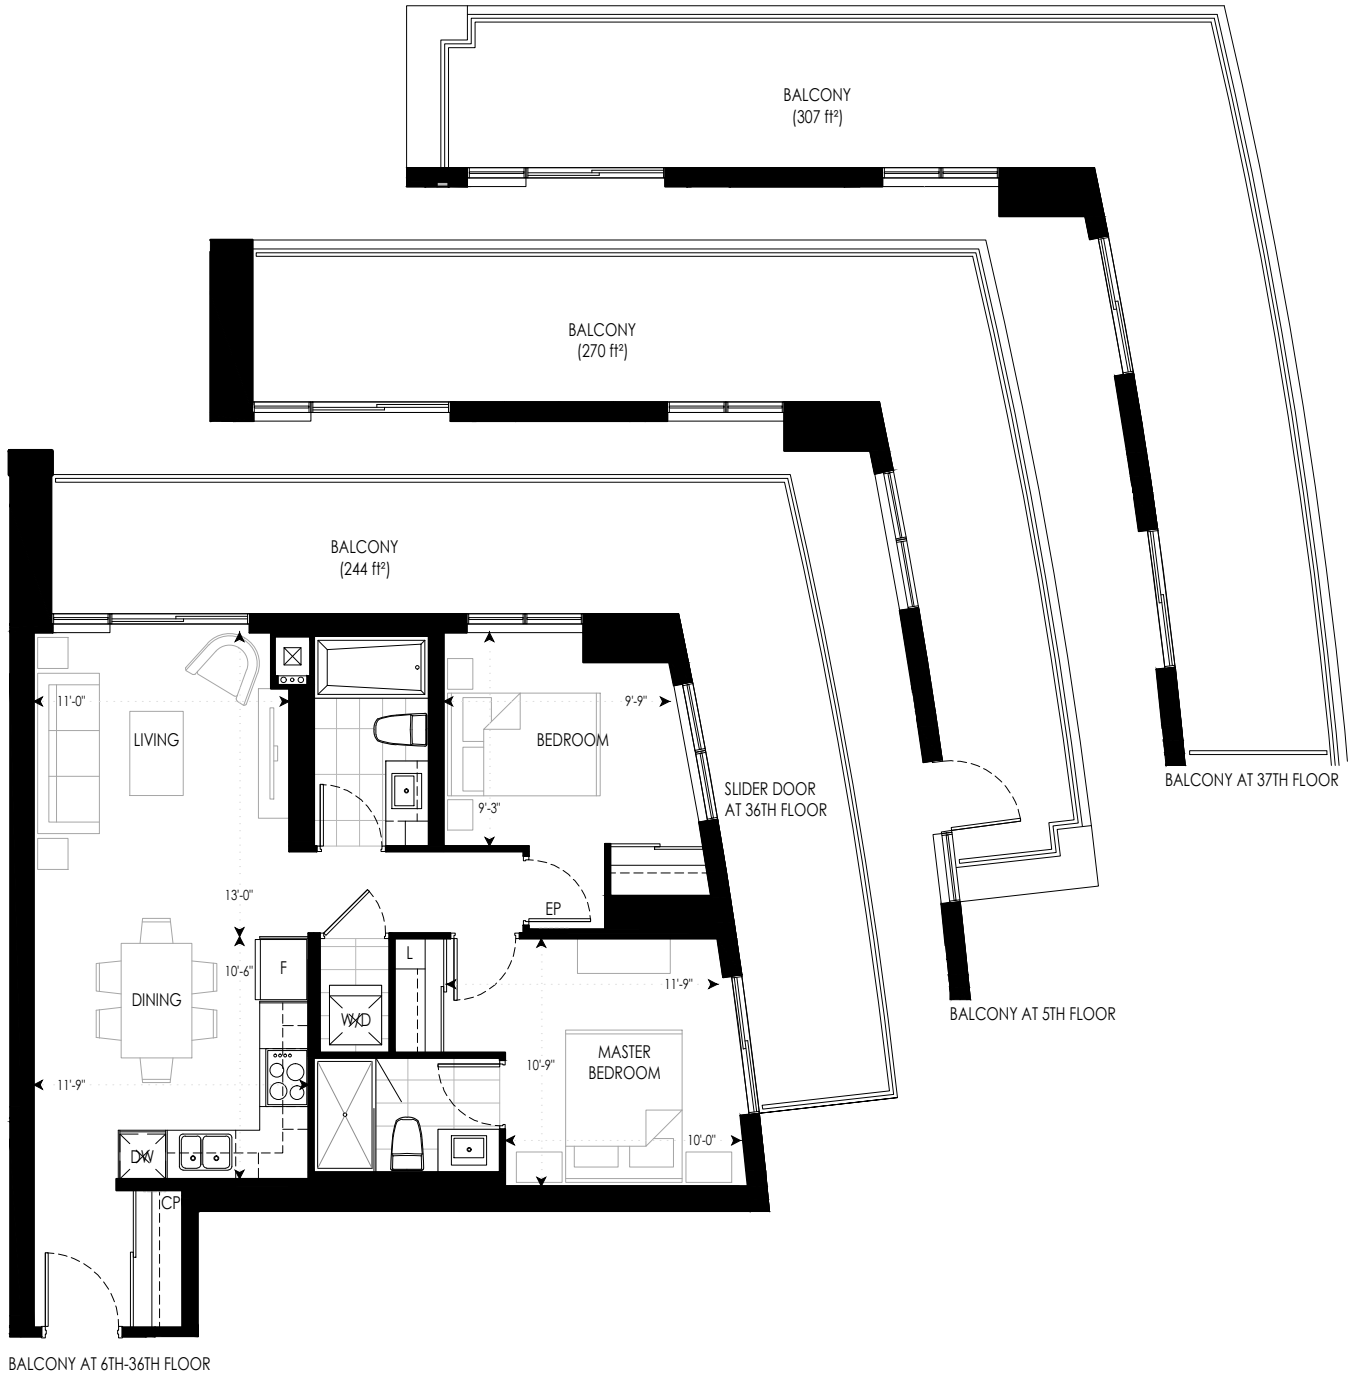 BALCONY
(307 ft²)
BALCONY
(270 ft²)
BALCONY
(244 ft²)
11'-0"
9'-9"
LIVING
BEDROOM
BALCONY AT 37TH FLOOR
SLIDER DOOR
AT 36TH FLOOR
9'-3"
13'-0"
EP
L
F
10'-6"
11'-9"
DINING
W/D
BALCONY AT 5TH FLOOR
MASTER
BEDROOM
10'-9"
11'-9"
10'-0"
DW
CP
BALCONY AT 6TH-36TH FLOOR